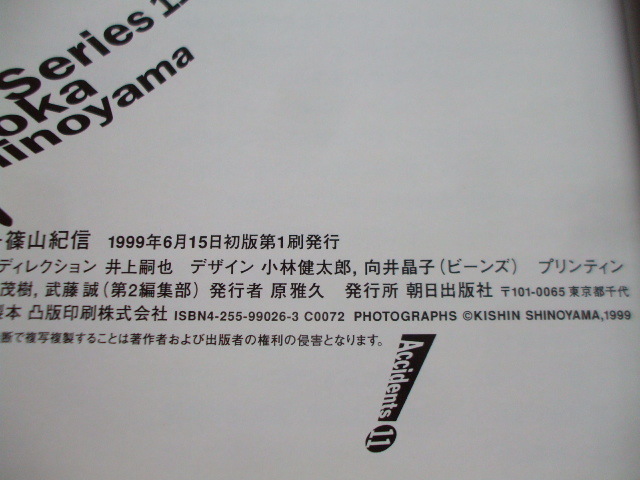 Series 11
oka
hinoyama
篠山紀信 1999年6月15日初版第1刷発行
ディレクション 井上嗣也 デザイン 小林健太郎, 向井晶子（ビーンズ） プリンティン
茂樹, 武藤誠（第2編集部） 発行者 原雅久 発行所 朝日出版社 〒101-0065 東京都千代
製本 凸版印刷株式会社 ISBN4-255-99026-3 C0072 PHOTOGRAPHS ©KISHIN SHINOYAMA,1999
断で複写複製することは著作者および出版者の権利の侵害となります。
Accidents 11